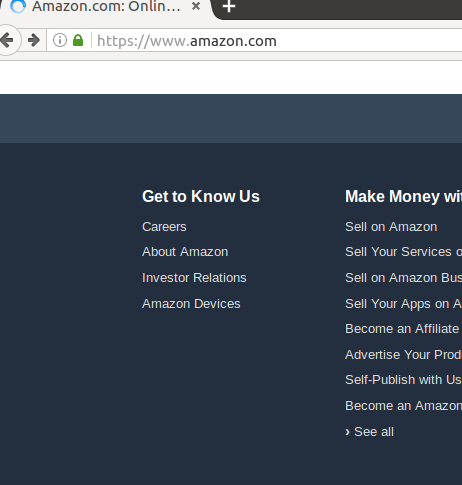 Amazon.com: Onlin...
https://www.amazon.com
Get to Know Us
Careers
About Amazon
Investor Relations
Amazon Devices
Make Money wit
Sell on Amazon
Sell Your Services o
Sell on Amazon Bus
Sell Your Apps on A
Become an Affiliate
Advertise Your Prod
Self-Publish with Us
Become an Amazon
› See all